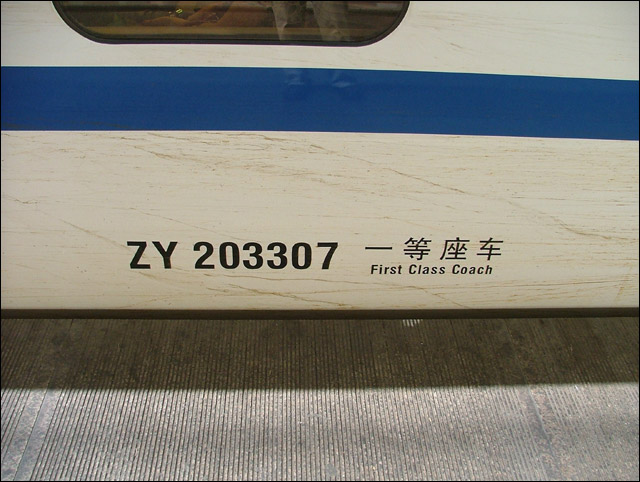 ZY 203307 一等座车
First Class Coach